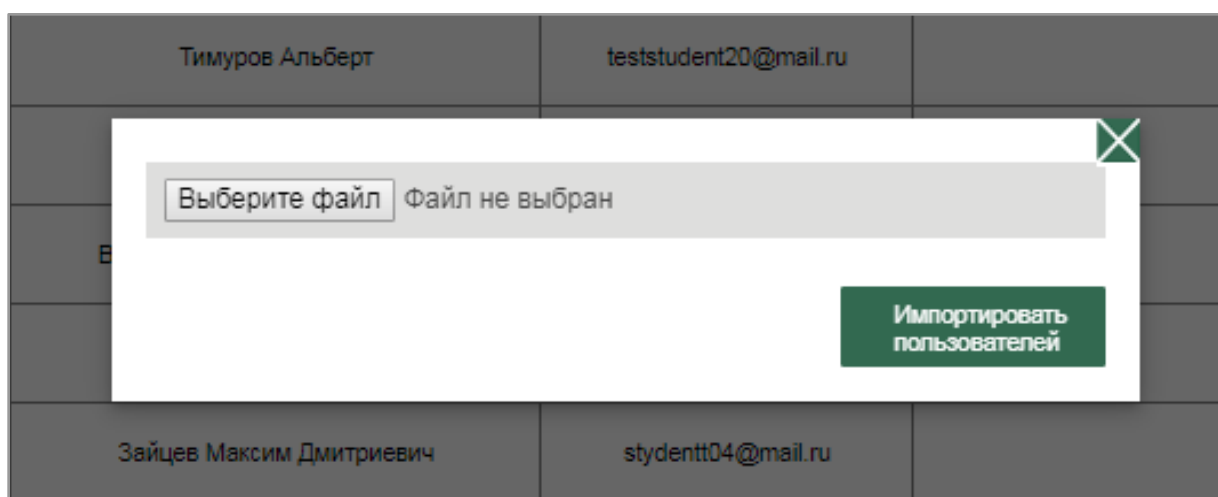 Тимуров Альберт teststudent20@mail.ru
Выберите файл Файл не выбран
В
Импортировать
пользователей
Зайцев Максим Дмитриевич stydentt04@mail.ru